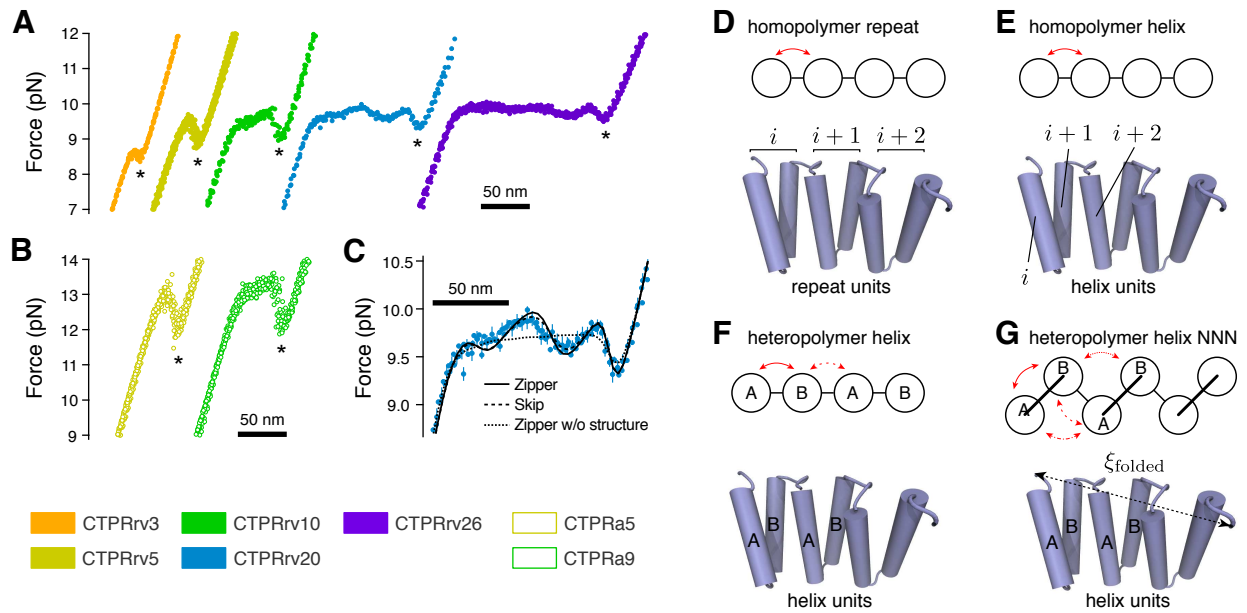 A
Force (pN)
12
11
10
9
8
7
*
*
*
*
*
50 nm
B
Force (pN)
14
13
12
11
10
9
*
*
50 nm
C
Force (pN)
10.5
10.0
9.5
9.0
50 nm
Zipper
Skip
Zipper w/o structure
CTPRrv3
CTPRrv5
CTPRrv10
CTPRrv20
CTPRrv26
CTPRa5
CTPRa9
D
homopolymer repeat
i
i + 1
i + 2
repeat units
E
homopolymer helix
i + 1
i + 2
i
helix units
F
heteropolymer helix
A B A B
B B
A A
helix units
G
heteropolymer helix NNN
B B
A A
ξfolded
B B
A A
helix units